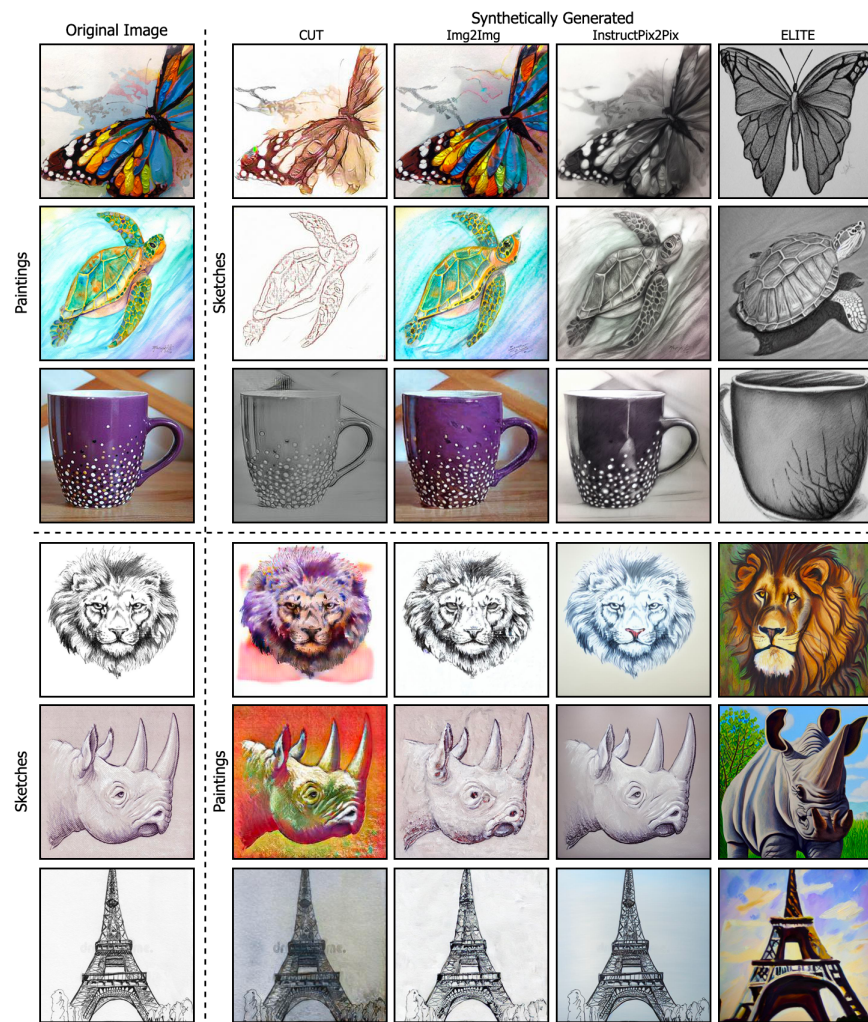 Original Image
Synthetically Generated
CUT
Img2Img
InstructPix2Pix
ELITE
Paintings
Sketches
Sketches
Paintings